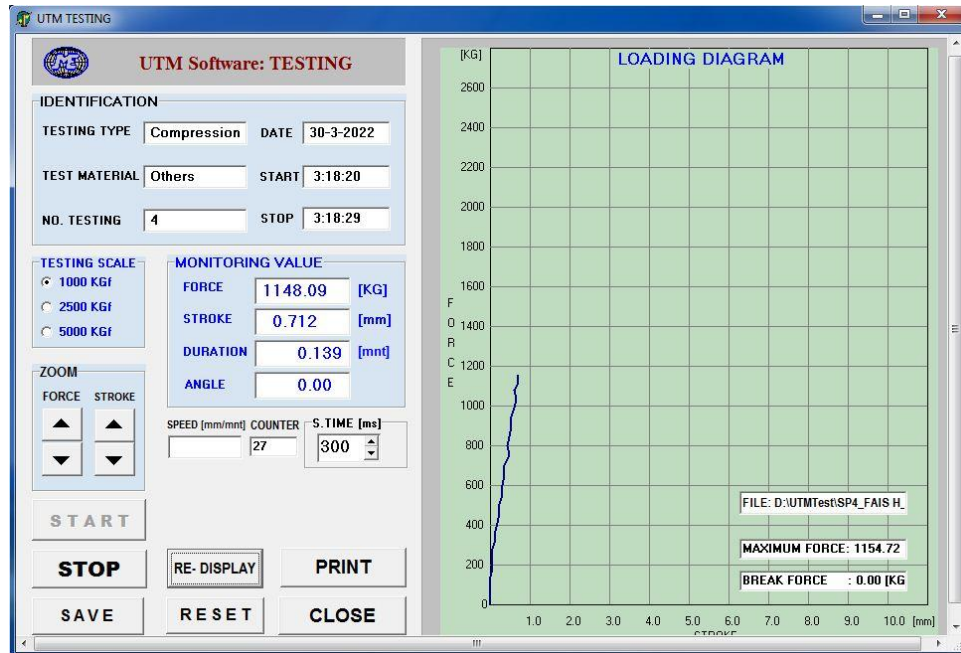 UTM TESTING
UTM Software: TESTING
IDENTIFICATION
TESTING TYPE Compression DATE 30-3-2022
TEST MATERIAL Others START 3:18:20
NO. TESTING 4 STOP 3:18:29
TESTING SCALE
1000 KGf
2500 KGf
5000 KGf
MONITORING VALUE
FORCE 1148.09 [KG]
STROKE 0.712 [mm]
DURATION 0.139 [mnt]
ANGLE 0.00
ZOOM
FORCE STROKE
SPEED [mm/mnt] COUNTER S.TIME [ms]
27 300
START
STOP RE- DISPLAY PRINT
SAVE RESET CLOSE
[KG] LOADING DIAGRAM
2600
2400
2200
2000
1800
1600
1400
1200
1000
800
600
400
200
0
FORCE
FILE: D:\UTMTest\SP4_FAIS H_
MAXIMUM FORCE: 1154.72
BREAK FORCE : 0.00 [KG
1.0 2.0 3.0 4.0 5.0 6.0 7.0 8.0 9.0 10.0 [mm]
STROKE